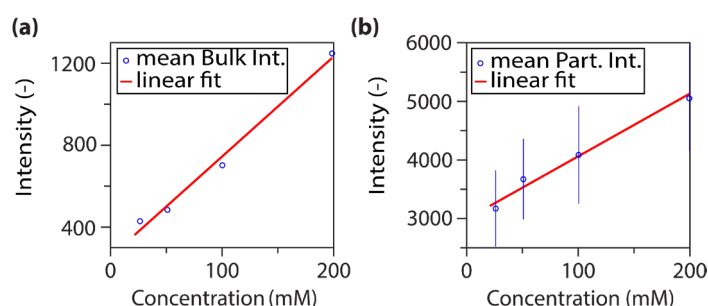 (a)
mean Bulk Int.
linear fit
Intensity (-)
1200
800
400
0
100
200
Concentration (mM)
(b)
mean Part. Int.
linear fit
Intensity (-)
6000
5000
4000
3000
0
100
200
Concentration (mM)